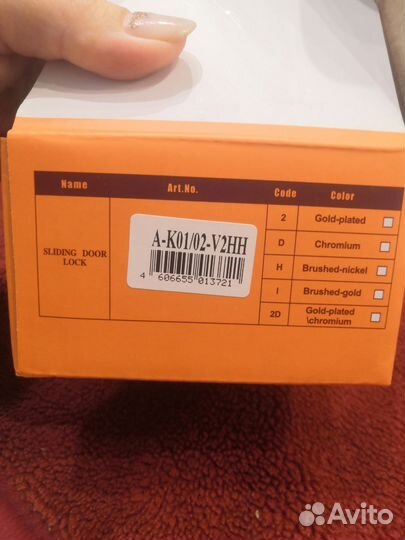 Name Art.No. Code Color
SLIDING DOOR
LOCK
A-K01/02-V2HH
4 606655 013721
2 Gold-plated
D Chromium
H Brushed-nickel
I Brushed-gold
2D Gold-plated
\chromium
Avito